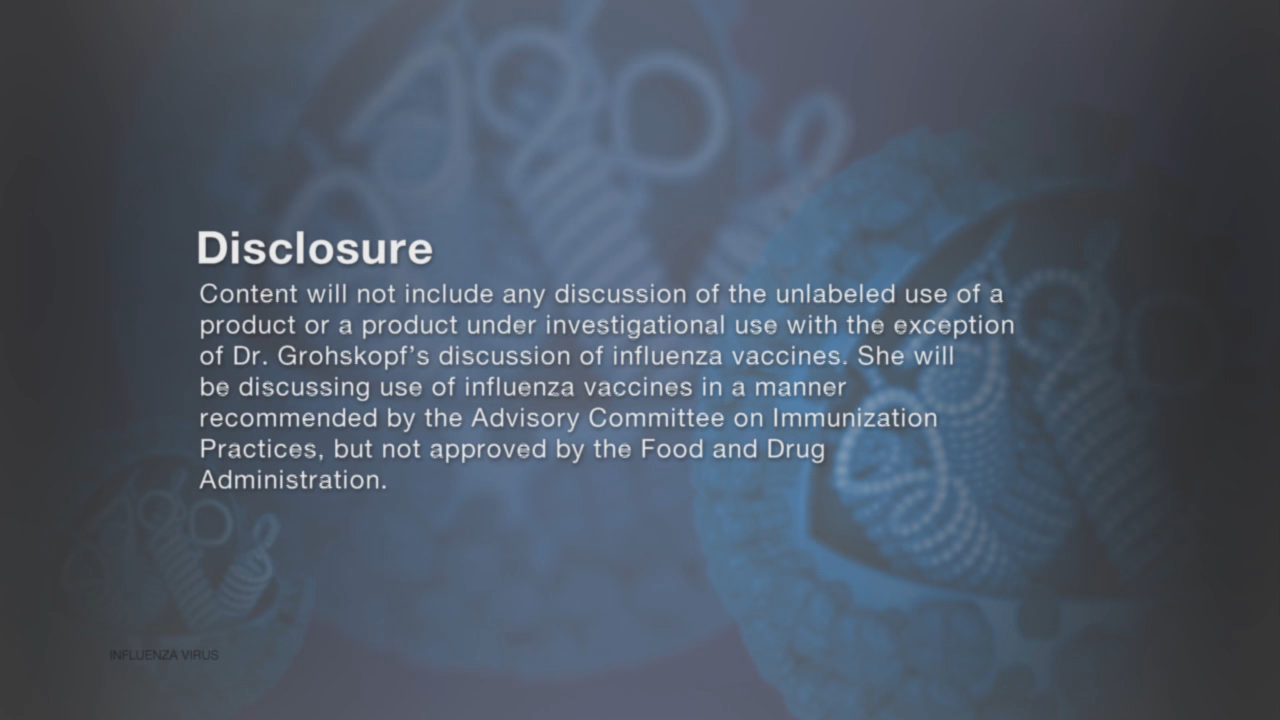 Disclosure
Content will not include any discussion of the unlabeled use of a
product or a product under investigational use with the exception
of Dr. Grohskopf’s discussion of influenza vaccines. She will
be discussing use of influenza vaccines in a manner
recommended by the Advisory Committee on Immunization
Practices, but not approved by the Food and Drug
Administration.
INFLUENZA VIRUS